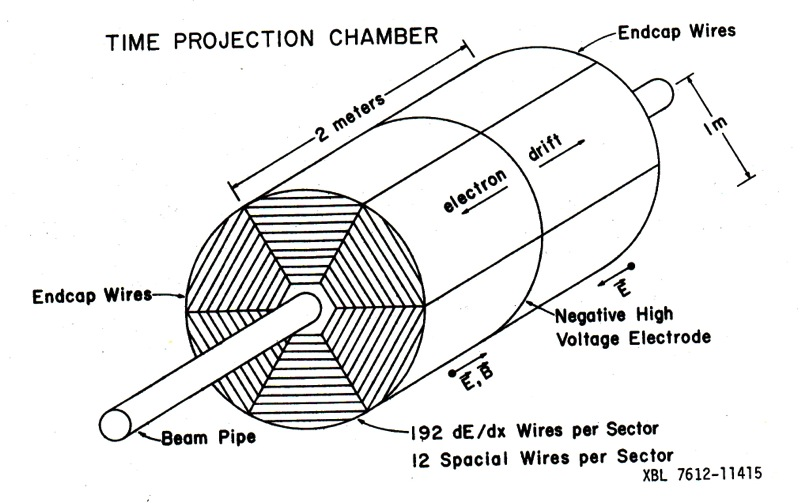 TIME PROJECTION CHAMBER
Endcap Wires
2 meters
1m
electron drift
Endcap Wires
E
Negative High
Voltage Electrode
E, B
Beam Pipe
192 dE/dx Wires per Sector
12 Spacial Wires per Sector
XBL 7612-11415